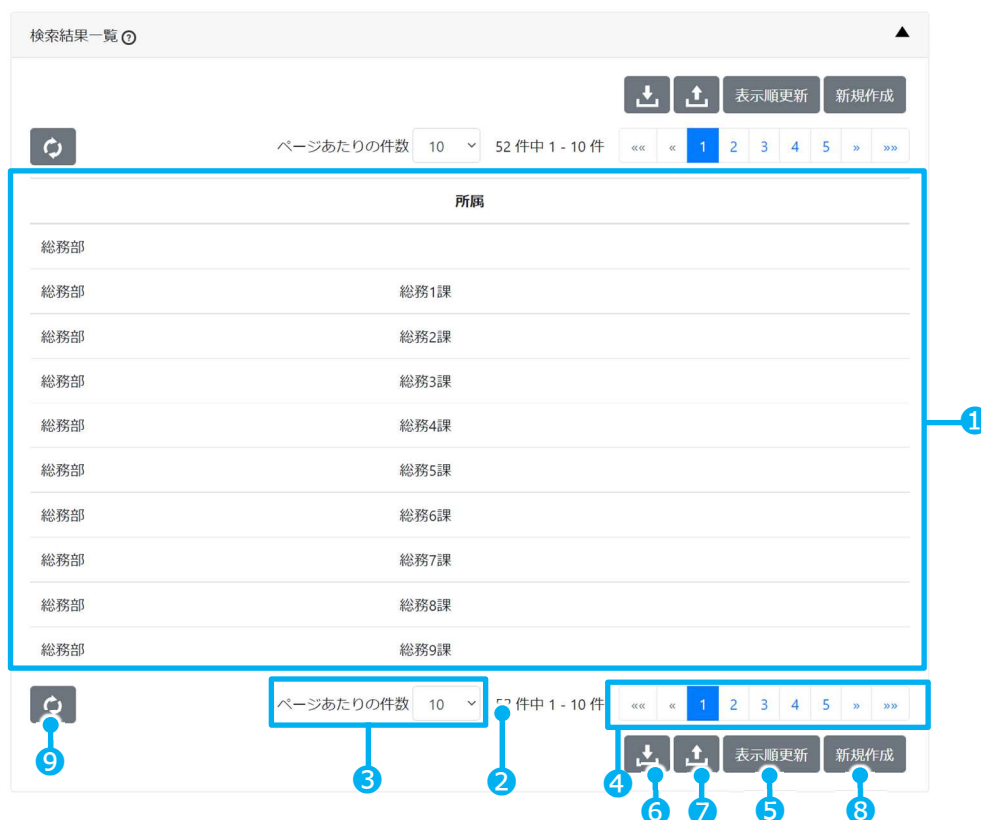 検索結果一覧 ?
▲
表示順更新 新規作成
ページあたりの件数 10 52 件中 1 - 10 件 «« « 1 2 3 4 5 » »»
所属
総務部
総務部 総務1課
総務部 総務2課
総務部 総務3課
総務部 総務4課
総務部 総務5課
総務部 総務6課
総務部 総務7課
総務部 総務8課
総務部 総務9課
1
ページあたりの件数 10 52 件中 1 - 10 件 «« « 1 2 3 4 5 » »»
表示順更新 新規作成
9 3 2 4 6 7 5 8